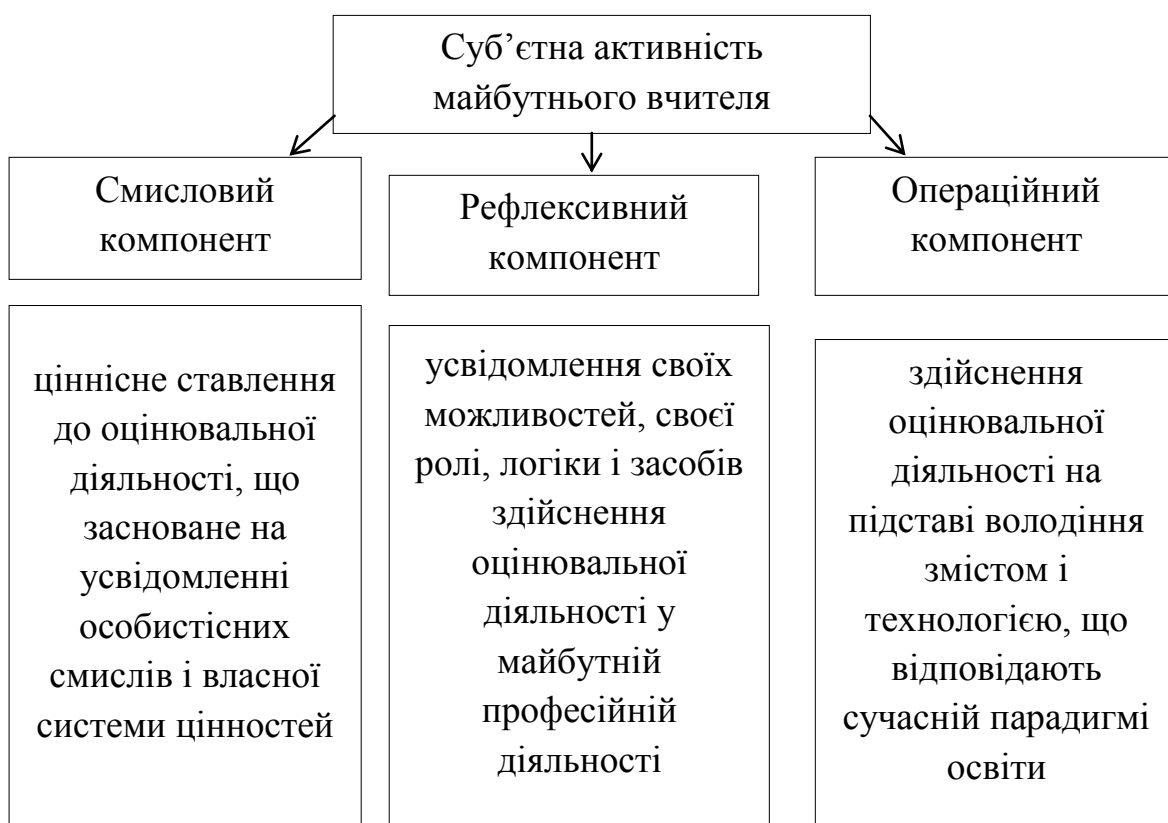 Суб’єтна активність
майбутнього вчителя
Смисловий
компонент
Рефлексивний
компонент
Операційний
компонент
ціннісне ставлення
до оцінювальної
діяльності, що
засноване на
усвідомленні
особистісних
смислів і власної
системи цінностей
усвідомлення своїх
можливостей, своєї
ролі, логіки і засобів
здійснення
оцінювальної
діяльності у
майбутній
професійній
діяльності
здійснення
оцінювальної
діяльності на
підставі володіння
змістом і
технологією, що
відповідають
сучасній парадигмі
освіти